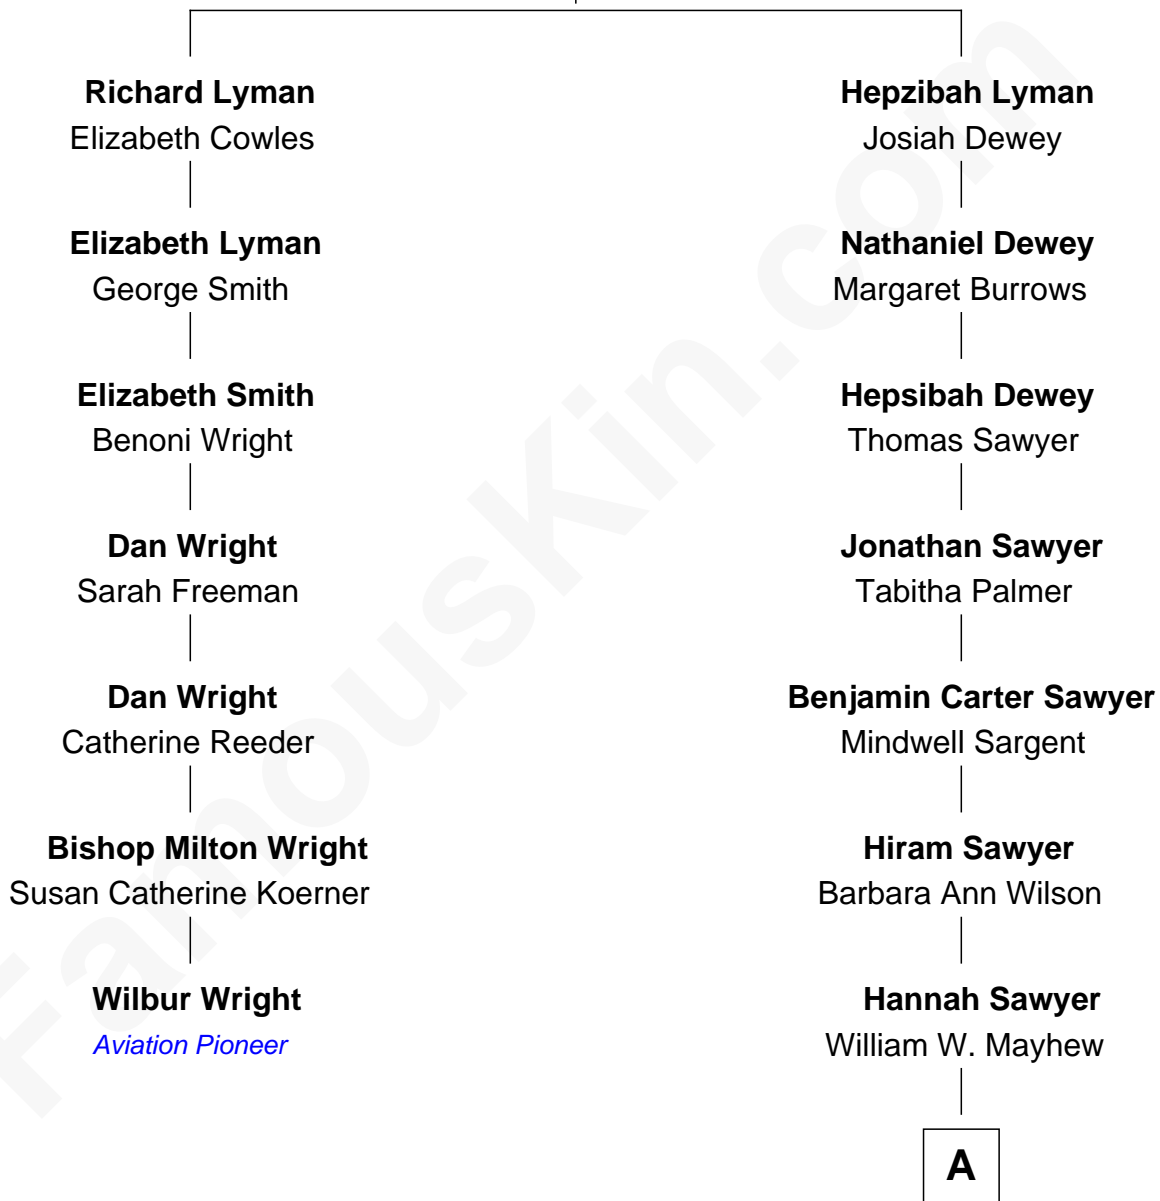 Richard Lyman
Elizabeth Cowles
Elizabeth Lyman
George Smith
Elizabeth Smith
Benoni Wright
Dan Wright
Sarah Freeman
Dan Wright
Catherine Reeder
Bishop Milton Wright
Susan Catherine Koerner
Wilbur Wright
Aviation Pioneer
Hepzibah Lyman
Josiah Dewey
Nathaniel Dewey
Margaret Burrows
Hepsibah Dewey
Thomas Sawyer
Jonathan Sawyer
Tabitha Palmer
Benjamin Carter Sawyer
Mindwell Sargent
Hiram Sawyer
Barbara Ann Wilson
Hannah Sawyer
William W. Mayhew
A
FamousKin.com